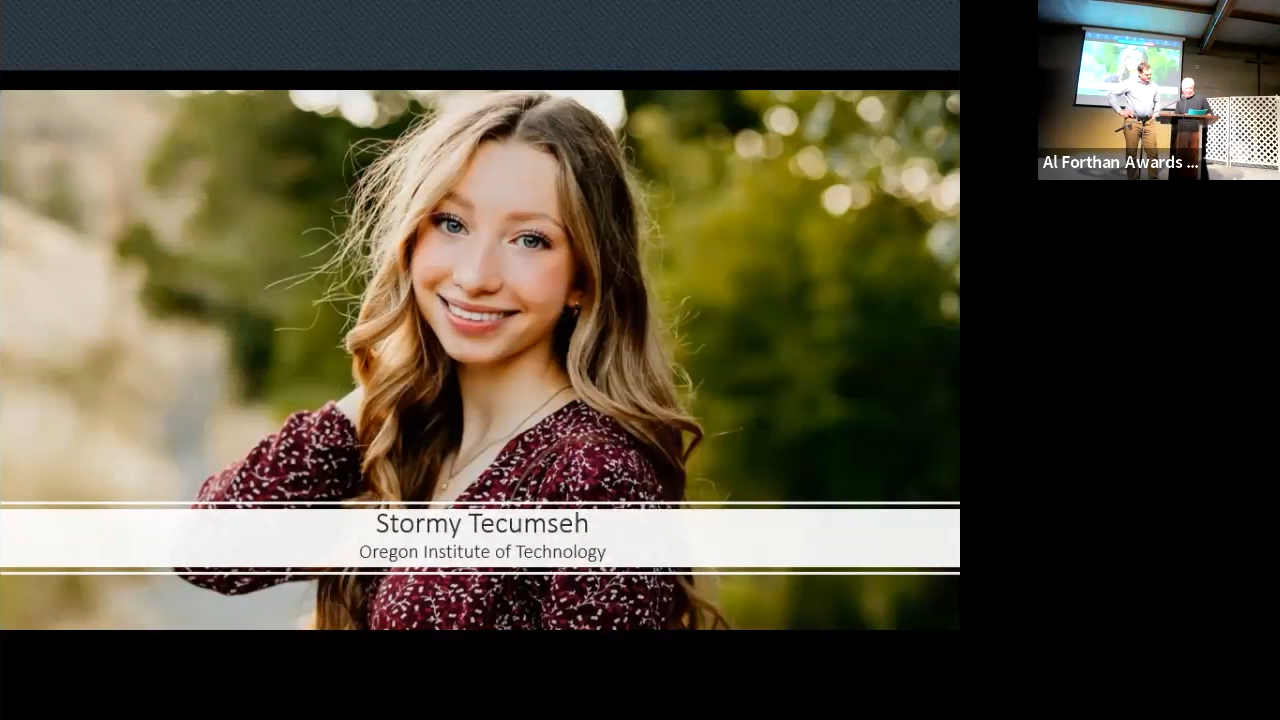 Stormy Tecumseh
Oregon Institute of Technology
Al Forthan Awards ...